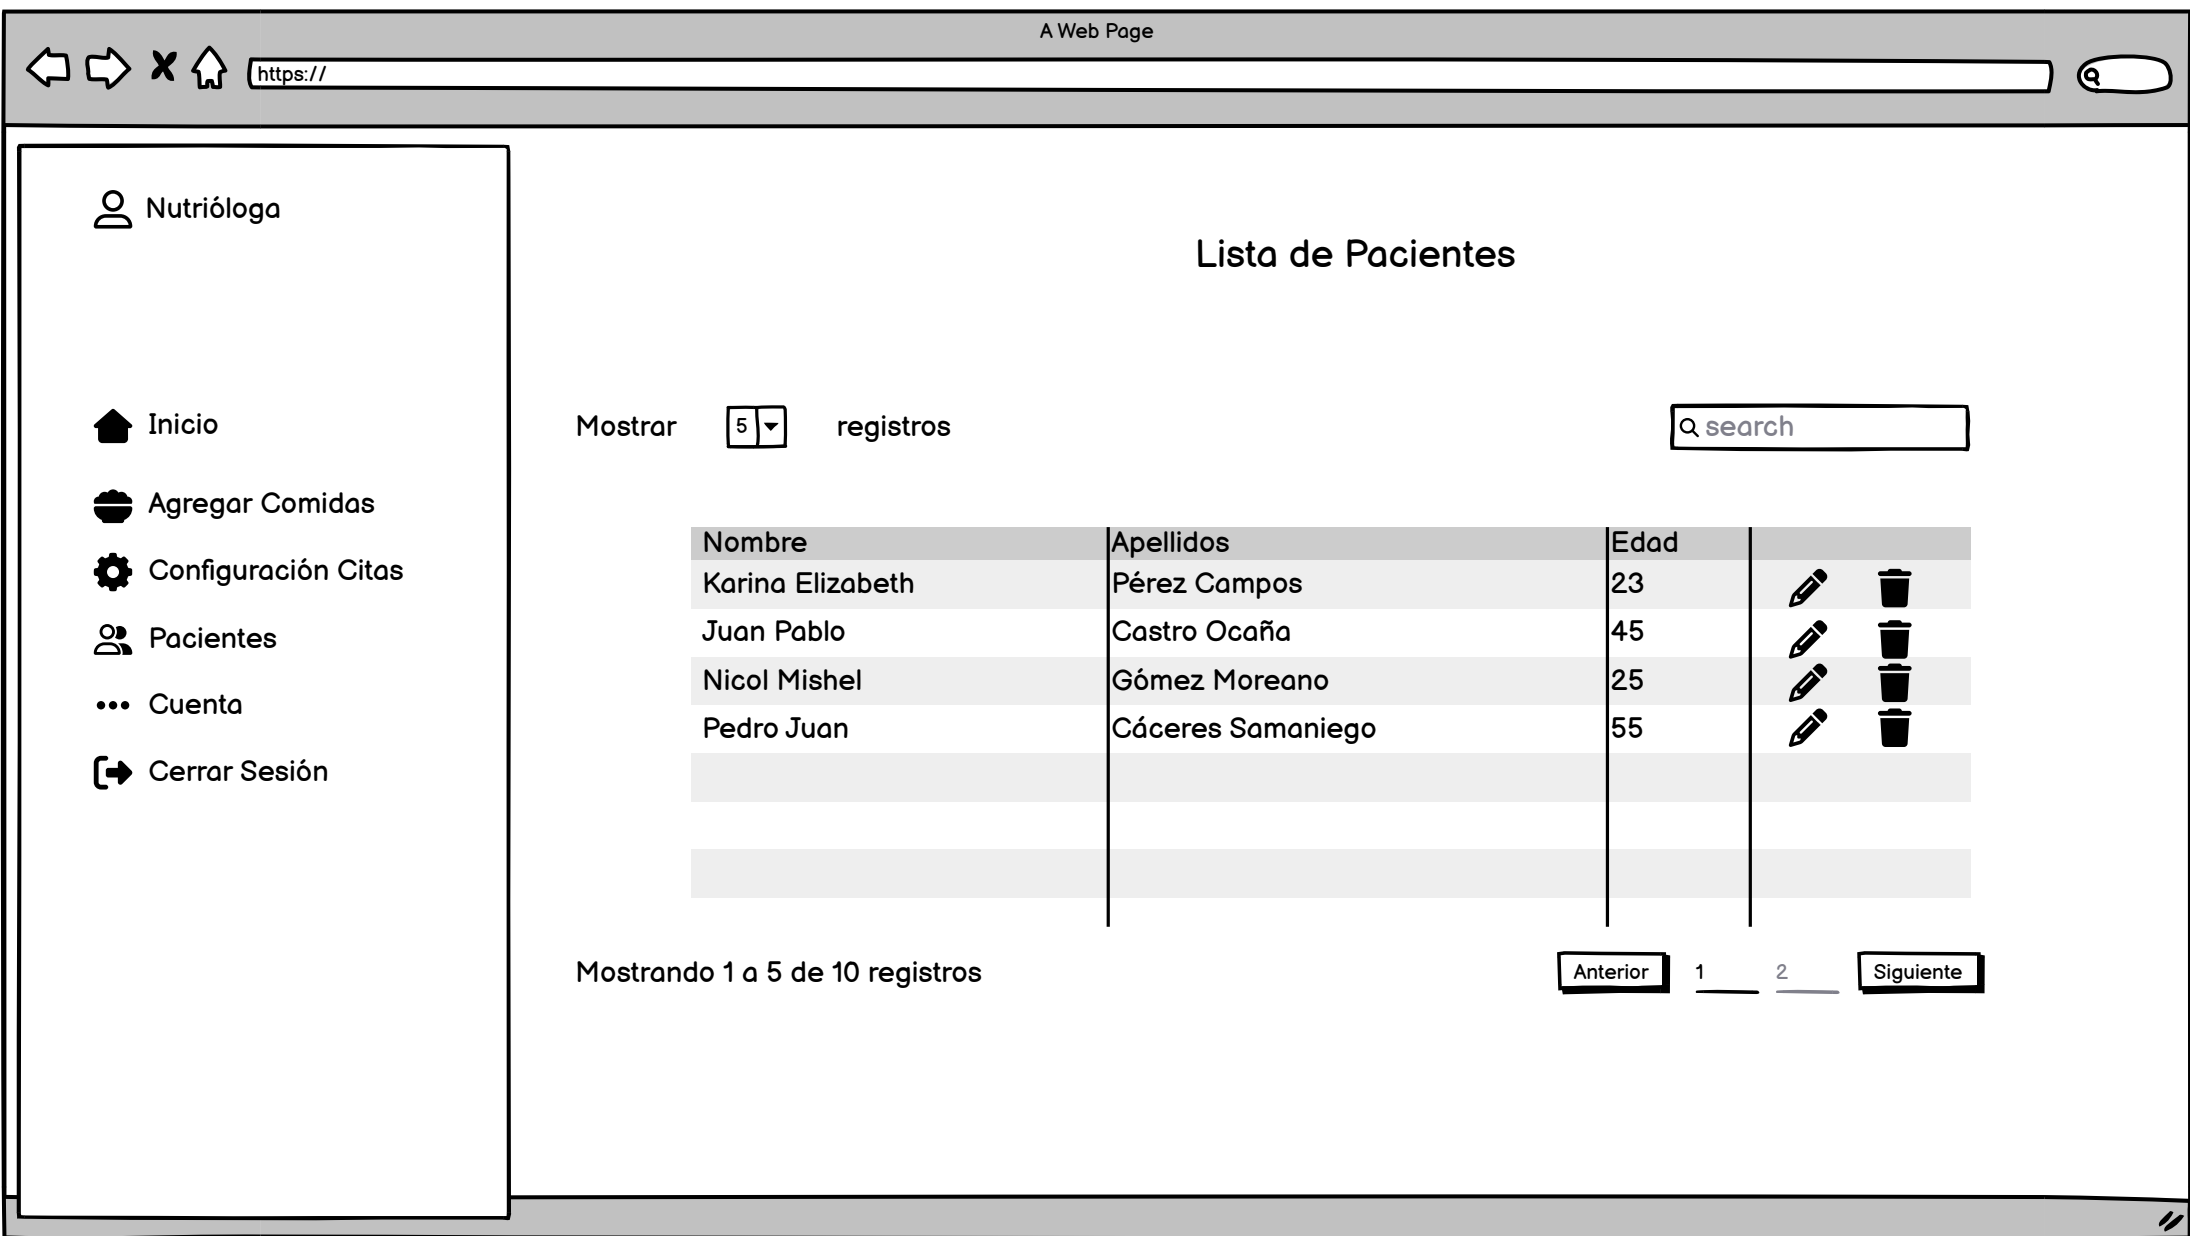 A Web Page
https://
Nutrióloga
Inicio
Agregar Comidas
Configuración Citas
Pacientes
Cuenta
Cerrar Sesión
Lista de Pacientes
Mostrar 5 registros
search
Nombre Apellidos Edad
Karina Elizabeth Pérez Campos 23
Juan Pablo Castro Ocaña 45
Nicol Mishel Gómez Moreano 25
Pedro Juan Cáceres Samaniego 55
Mostrando 1 a 5 de 10 registros
Anterior 1 2 Siguiente